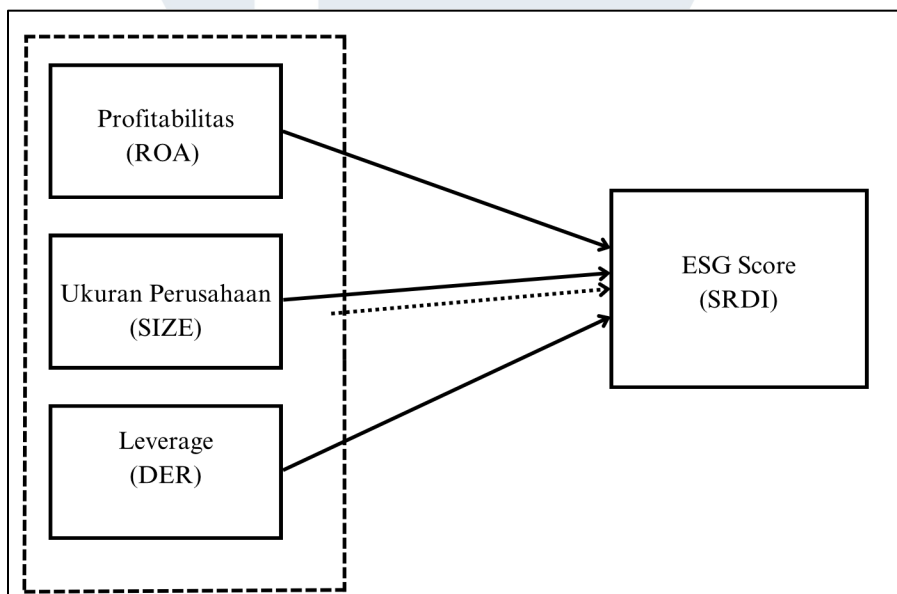 Profitabilitas
(ROA)
Ukuran Perusahaan
(SIZE)
Leverage
(DER)
ESG Score
(SRDI)